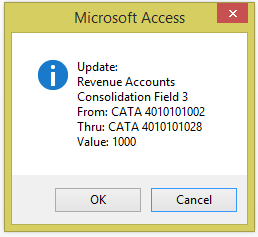 Microsoft Access
Update:
Revenue Accounts
Consolidation Field 3
From: CATA 4010101002
Thru: CATA 4010101028
Value: 1000
OK
Cancel